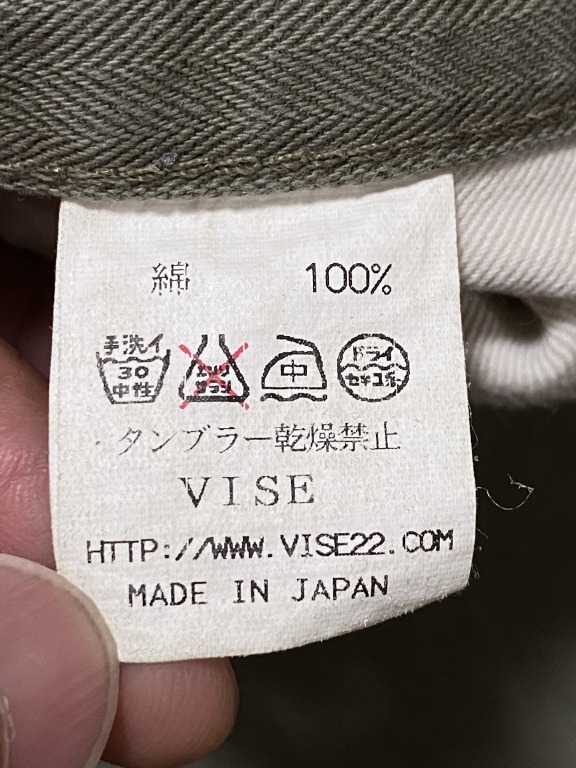 綿 100%
手洗イ 30 中性 エンソ サラシ 中 ドライ セキユ系
タンブラー乾燥禁止
VISE
HTTP://WWW.VISE22.COM
MADE IN JAPAN